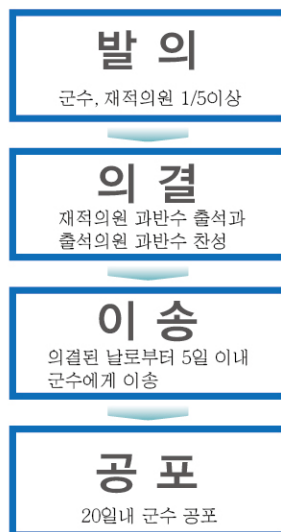 발 의
군수, 재적의원 1/5이상
의 결
재적의원 과반수 출석과
출석의원 과반수 찬성
이 송
의결된 날로부터 5일 이내
군수에게 이송
공 포
20일내 군수 공포